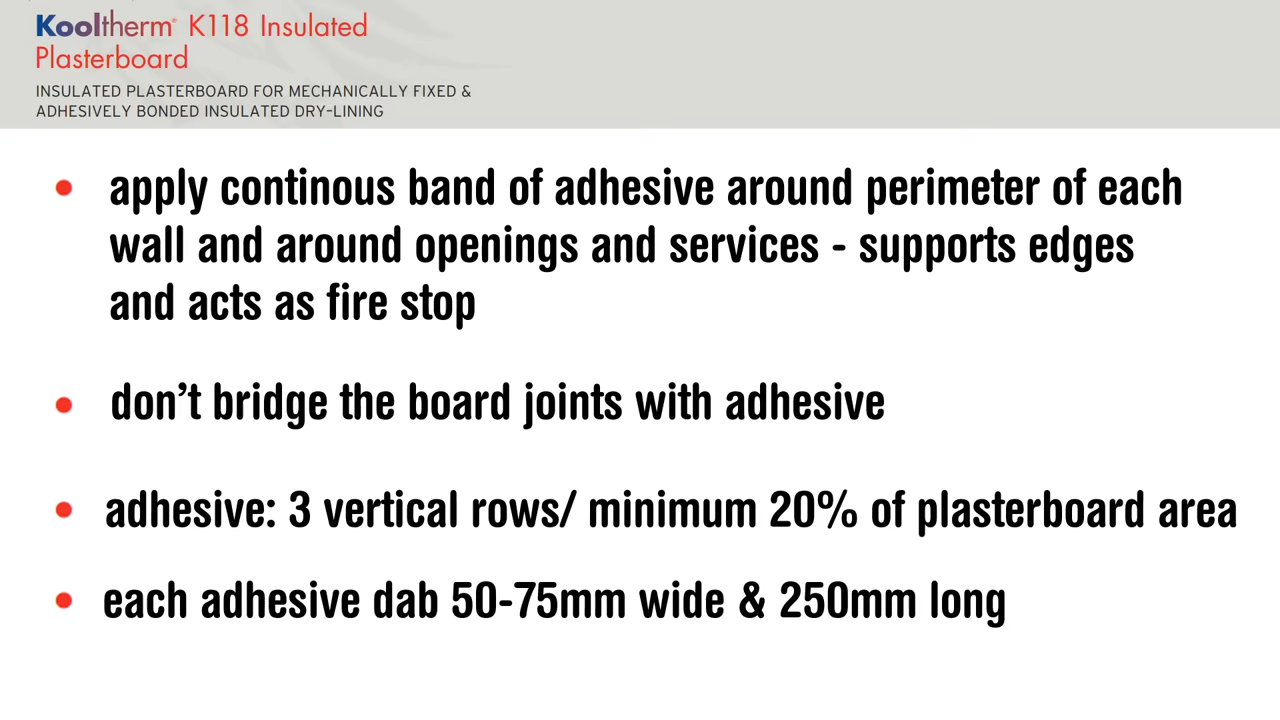 Kooltherm® K118 Insulated
Plasterboard
INSULATED PLASTERBOARD FOR MECHANICALLY FIXED &
ADHESIVELY BONDED INSULATED DRY-LINING
• apply continous band of adhesive around perimeter of each
wall and around openings and services - supports edges
and acts as fire stop
• don’t bridge the board joints with adhesive
• adhesive: 3 vertical rows/ minimum 20% of plasterboard area
• each adhesive dab 50-75mm wide & 250mm long